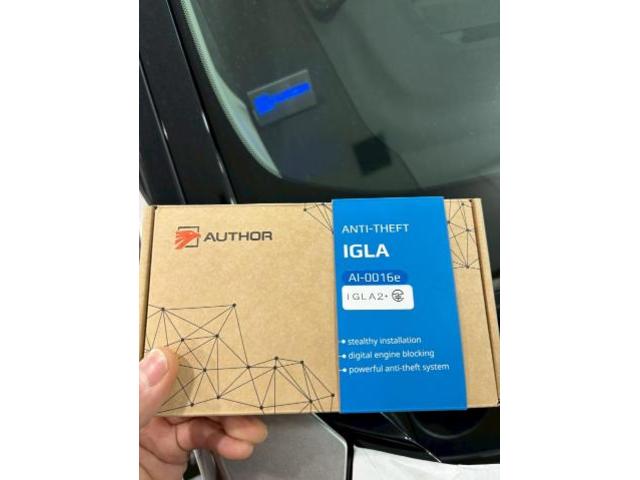 AUTHOR
ANTI-THEFT
IGLA
AI-0016e
IGLA2+
• stealthy installation
• digital engine blocking
• powerful anti-theft system